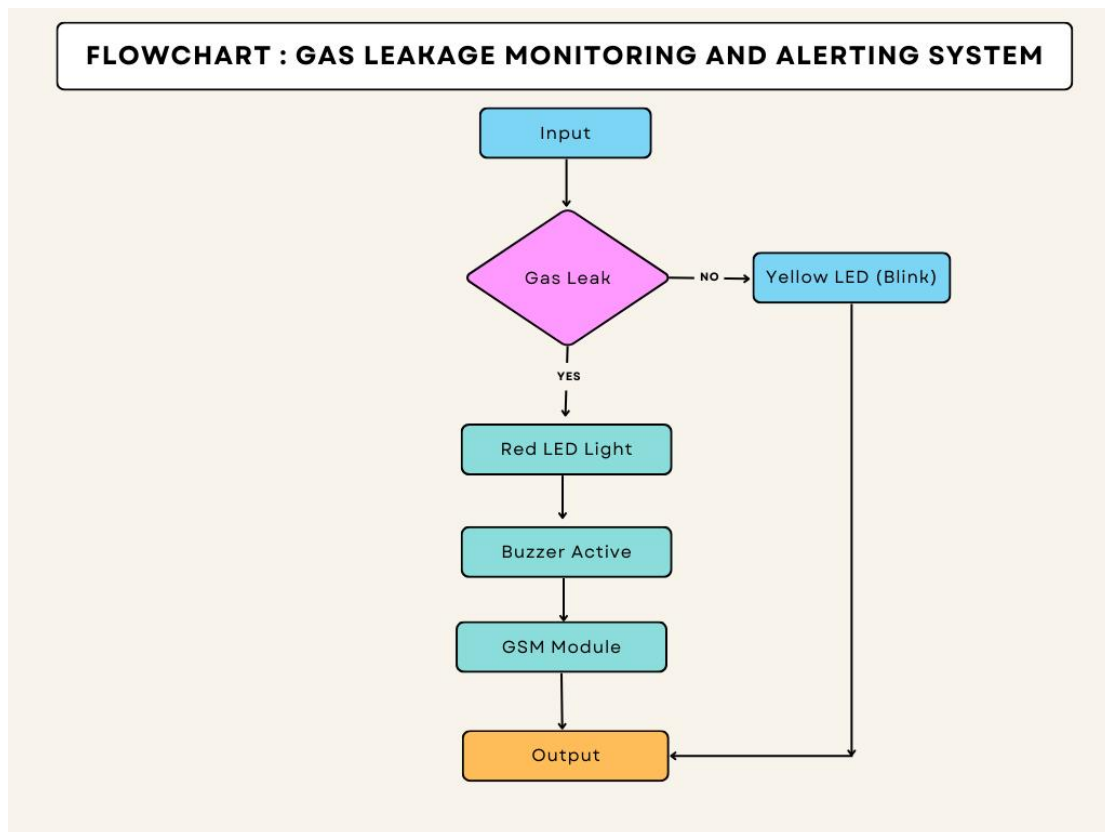 FLOWCHART : GAS LEAKAGE MONITORING AND ALERTING SYSTEM
Input
Gas Leak
NO
Yellow LED (Blink)
YES
Red LED Light
Buzzer Active
GSM Module
Output